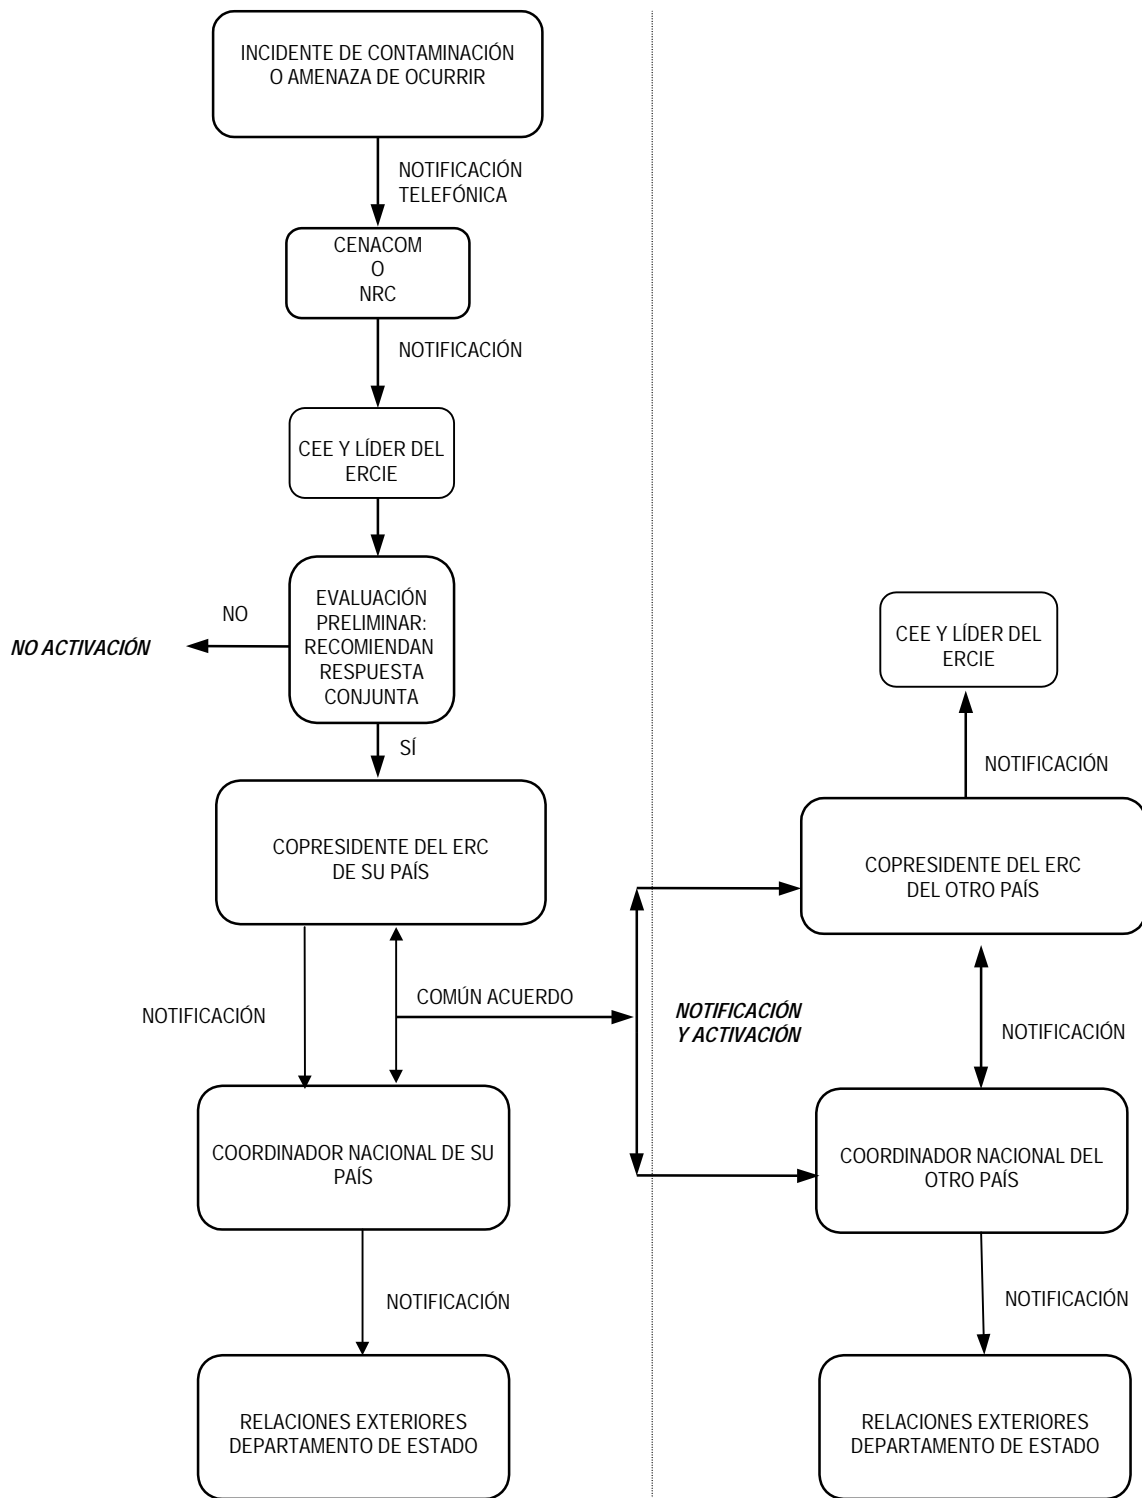 INCIDENTE DE CONTAMINACIÓN
O AMENAZA DE OCURRIR
NOTIFICACIÓN
TELEFÓNICA
CENACOM
O
NRC
NOTIFICACIÓN
CEE Y LÍDER DEL
ERCIE
EVALUACIÓN
PRELIMINAR:
RECOMIENDAN
RESPUESTA
CONJUNTA
NO
NO ACTIVACIÓN
SÍ
COPRESIDENTE DEL ERC
DE SU PAÍS
NOTIFICACIÓN
COMÚN ACUERDO
COORDINADOR NACIONAL DE SU
PAÍS
NOTIFICACIÓN
RELACIONES EXTERIORES
DEPARTAMENTO DE ESTADO
CEE Y LÍDER DEL
ERCIE
NOTIFICACIÓN
COPRESIDENTE DEL ERC
DEL OTRO PAÍS
NOTIFICACIÓN
Y ACTIVACIÓN
NOTIFICACIÓN
COORDINADOR NACIONAL DEL
OTRO PAÍS
NOTIFICACIÓN
RELACIONES EXTERIORES
DEPARTAMENTO DE ESTADO